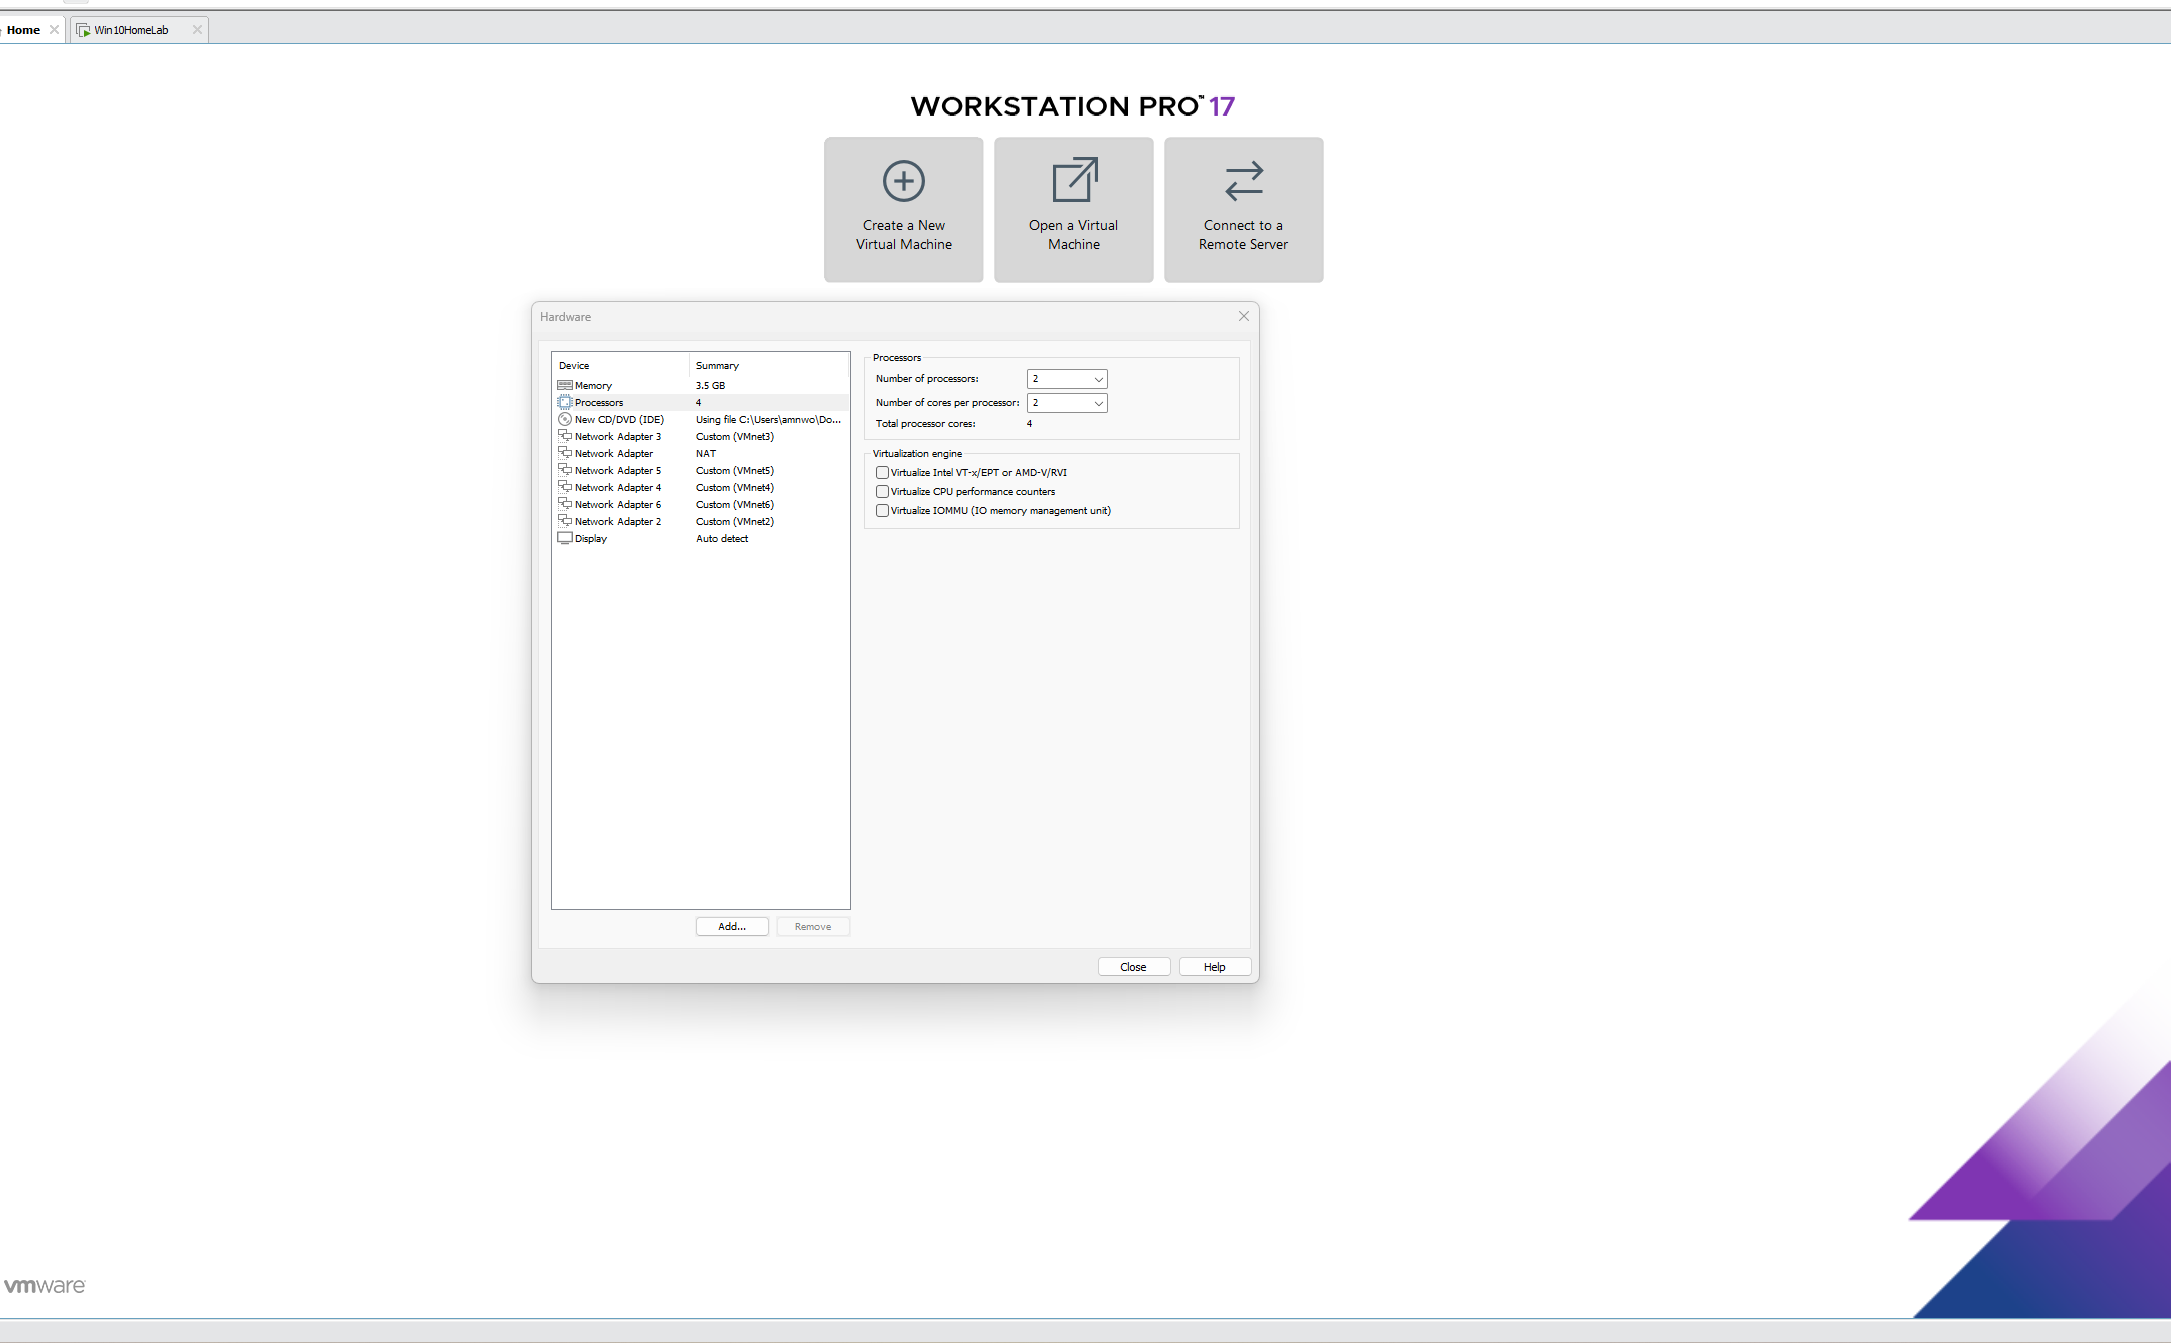 Home
Win10HomeLab
WORKSTATION PRO™ 17
Create a New
Virtual Machine
Open a Virtual
Machine
Connect to a
Remote Server
Hardware
Device Summary
Memory 3.5 GB
Processors 4
New CD/DVD (IDE) Using file C:\Users\amnwo\Do...
Network Adapter 3 Custom (VMnet3)
Network Adapter NAT
Network Adapter 5 Custom (VMnet5)
Network Adapter 4 Custom (VMnet4)
Network Adapter 6 Custom (VMnet6)
Network Adapter 2 Custom (VMnet2)
Display Auto detect
Add...
Remove
Processors
Number of processors: 2
Number of cores per processor: 2
Total processor cores: 4
Virtualization engine
Virtualize Intel VT-x/EPT or AMD-V/RVI
Virtualize CPU performance counters
Virtualize IOMMU (IO memory management unit)
Close
Help
vmware